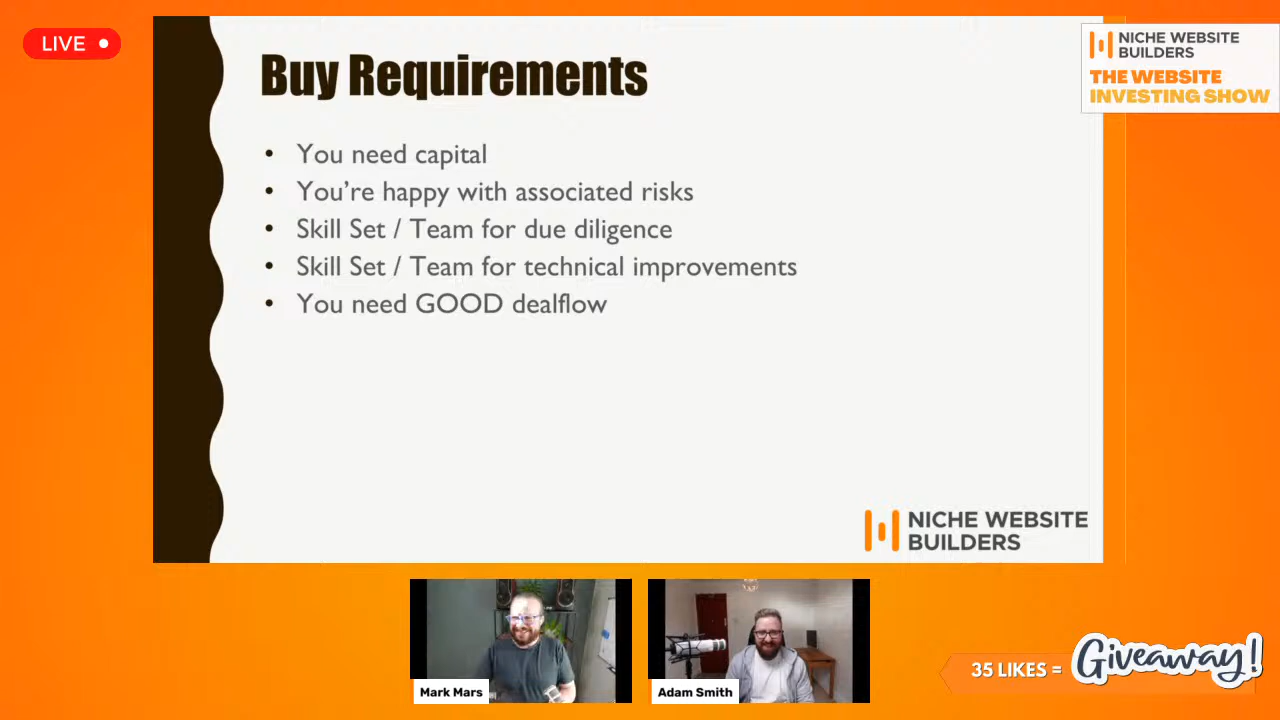 LIVE
NICHE WEBSITE
BUILDERS
THE WEBSITE
INVESTING SHOW
Buy Requirements
• You need capital
• You're happy with associated risks
• Skill Set / Team for due diligence
• Skill Set / Team for technical improvements
• You need GOOD dealflow
NICHE WEBSITE
BUILDERS
Mark Mars
Adam Smith
35 LIKES = Giveaway!